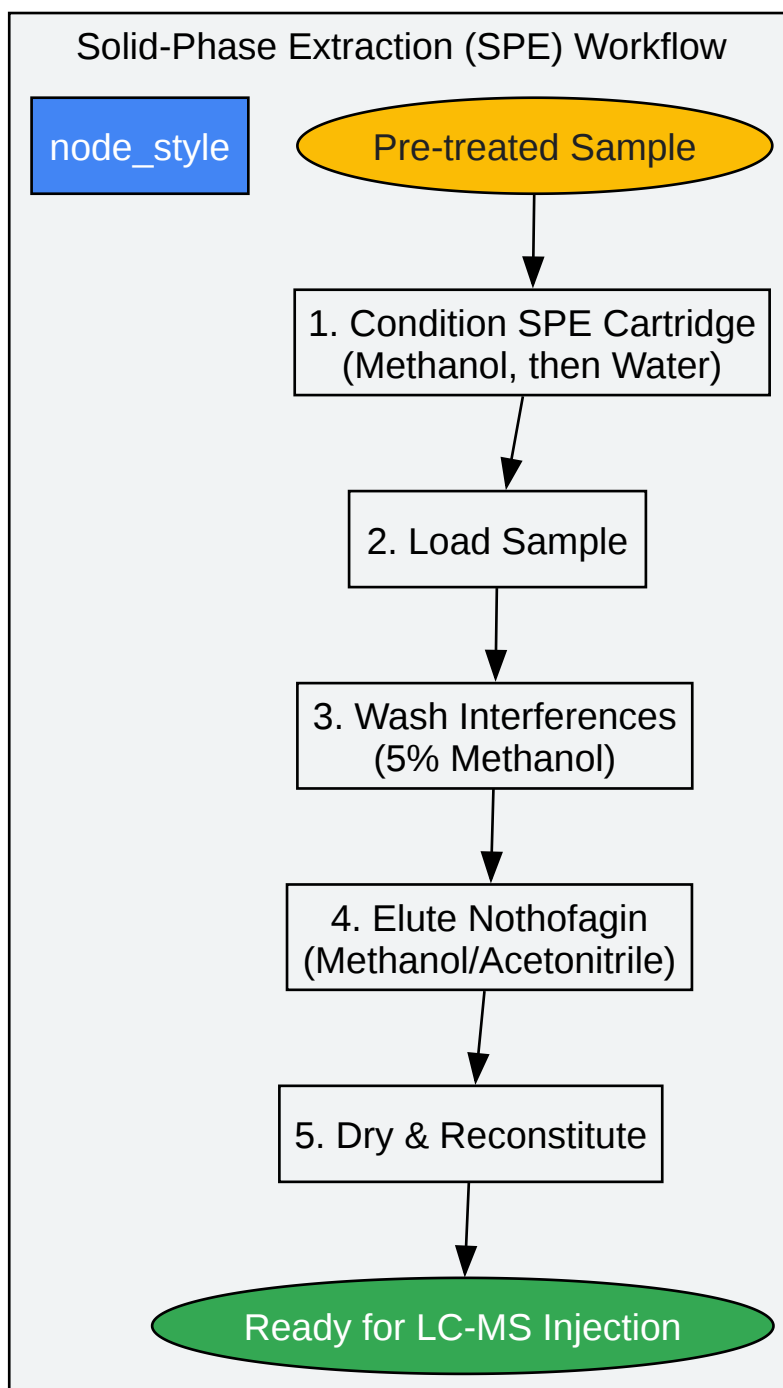 Solid-Phase Extraction (SPE) Workflow
node_style
Pre-treated Sample
1. Condition SPE Cartridge
(Methanol, then Water)
2. Load Sample
3. Wash Interferences
(5% Methanol)
4. Elute Nothofagin
(Methanol/Acetonitrile)
5. Dry & Reconstitute
Ready for LC-MS Injection